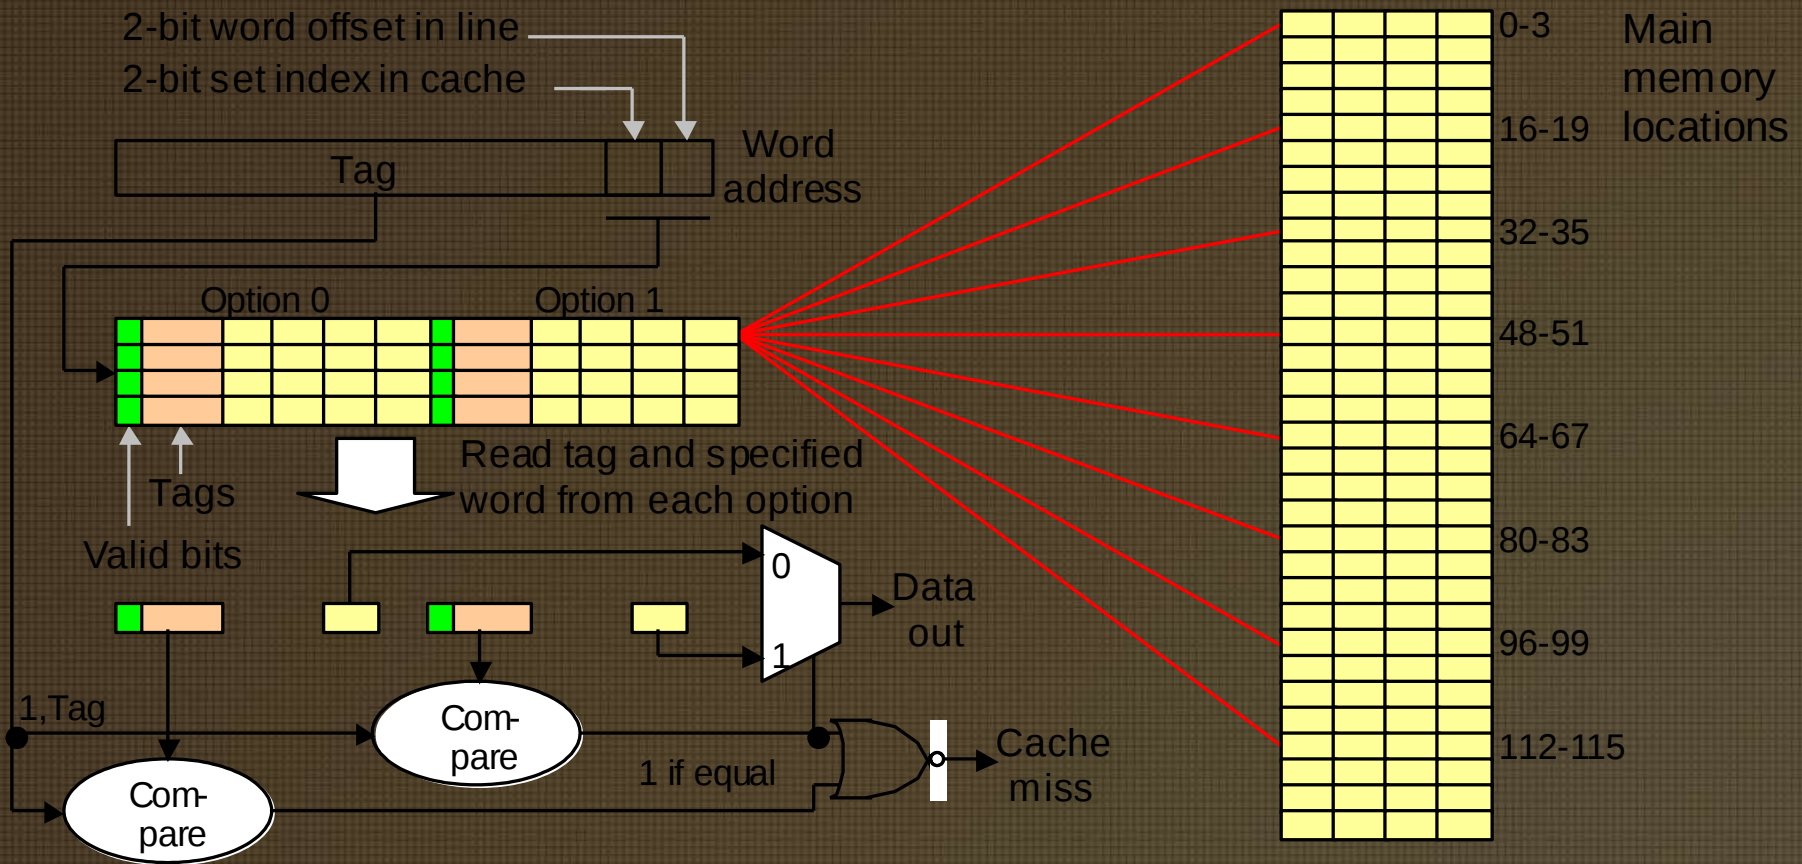 2-bit word offset in line
2-bit set index in cache
Tag
Word
address
Option 0
Option 1
Tags
Valid bits
Read tag and specified
word from each option
0
1
Data
out
1,Tag
Com-
pare
Com-
pare
1 if equal
Cache
miss
0-3
16-19
32-35
48-51
64-67
80-83
96-99
112-115
Main
memory
locations